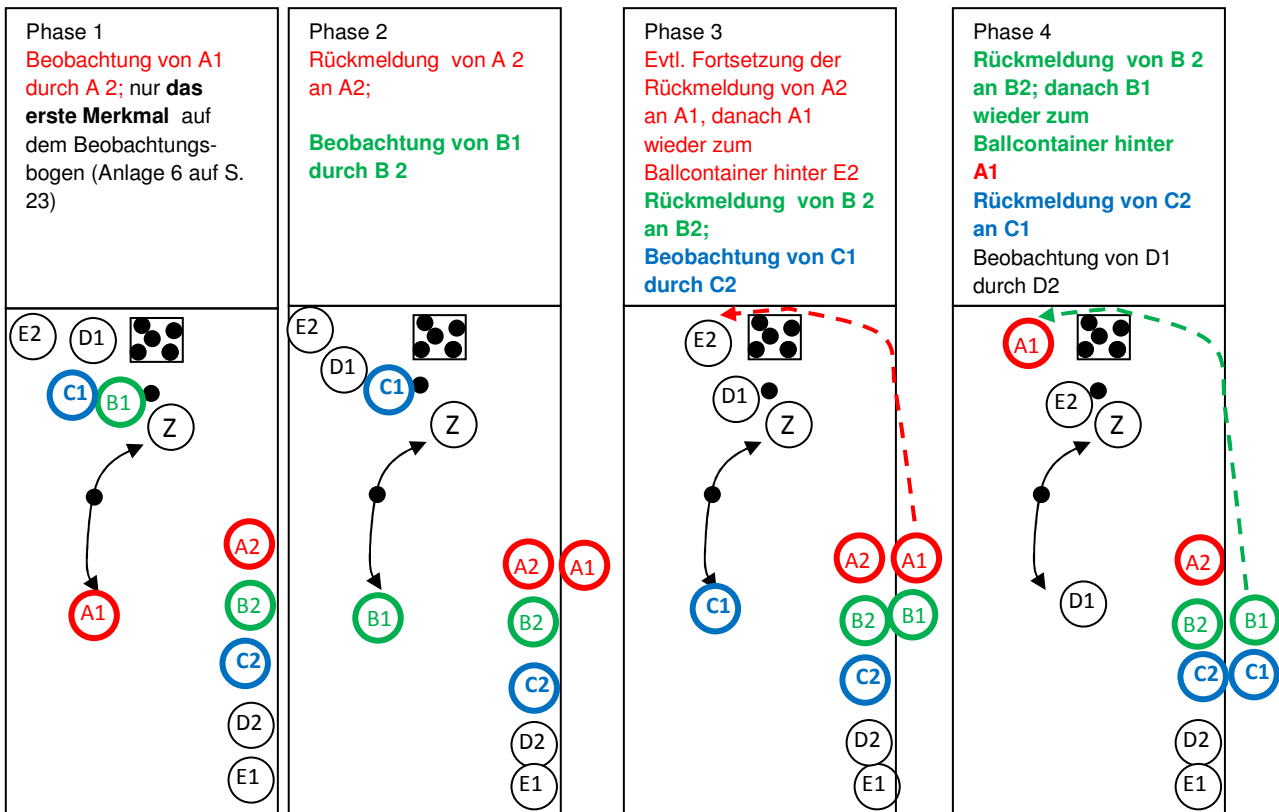 Phase 1
Beobachtung von A1
durch A 2; nur das
erste Merkmal auf
dem Beobachtungs-
bogen (Anlage 6 auf S.
23)
Phase 2
Rückmeldung von A 2
an A2;
Beobachtung von B1
durch B 2
Phase 3
Evtl. Fortsetzung der
Rückmeldung von A2
an A1, danach A1
wieder zum
Ballcontainer hinter E2
Rückmeldung von B 2
an B2;
Beobachtung von C1
durch C2
Phase 4
Rückmeldung von B 2
an B2; danach B1
wieder zum
Ballcontainer hinter
A1
Rückmeldung von C2
an C1
Beobachtung von D1
durch D2
E2
D1
C1
B1
Z
A2
A1
B2
C2
D2
E1
E2
D1
C1
Z
A2
A1
B1
B2
C2
D2
E1
E2
D1
Z
A2
A1
C1
B2
B1
C2
D2
E1
A1
E2
Z
A2
D1
B2
B1
C2
C1
D2
E1